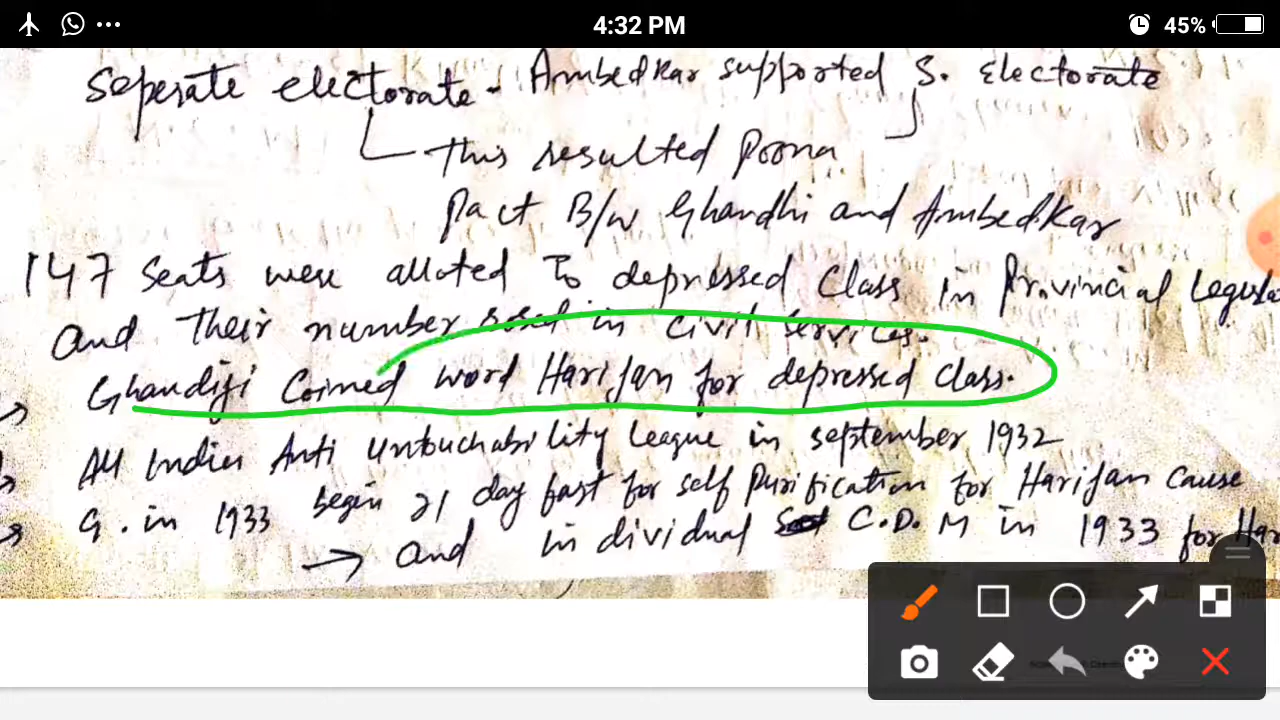 4:32 PM
45%
Seperate electorate - Ambedkar supported S. Electorate
This resulted Poona
Pact B/w Ghandhi and Ambedkar
147 Seats were alloted To depressed Class in Provincial
and Their number in civil services.
Ghandiji Coined word Harijan for depressed class.
All India Anti Untouchability League in september 1932
G. in 1933 begin 21 day fast for self Purification for Harijan Cause
→ and individual C.D.M in 1933 for